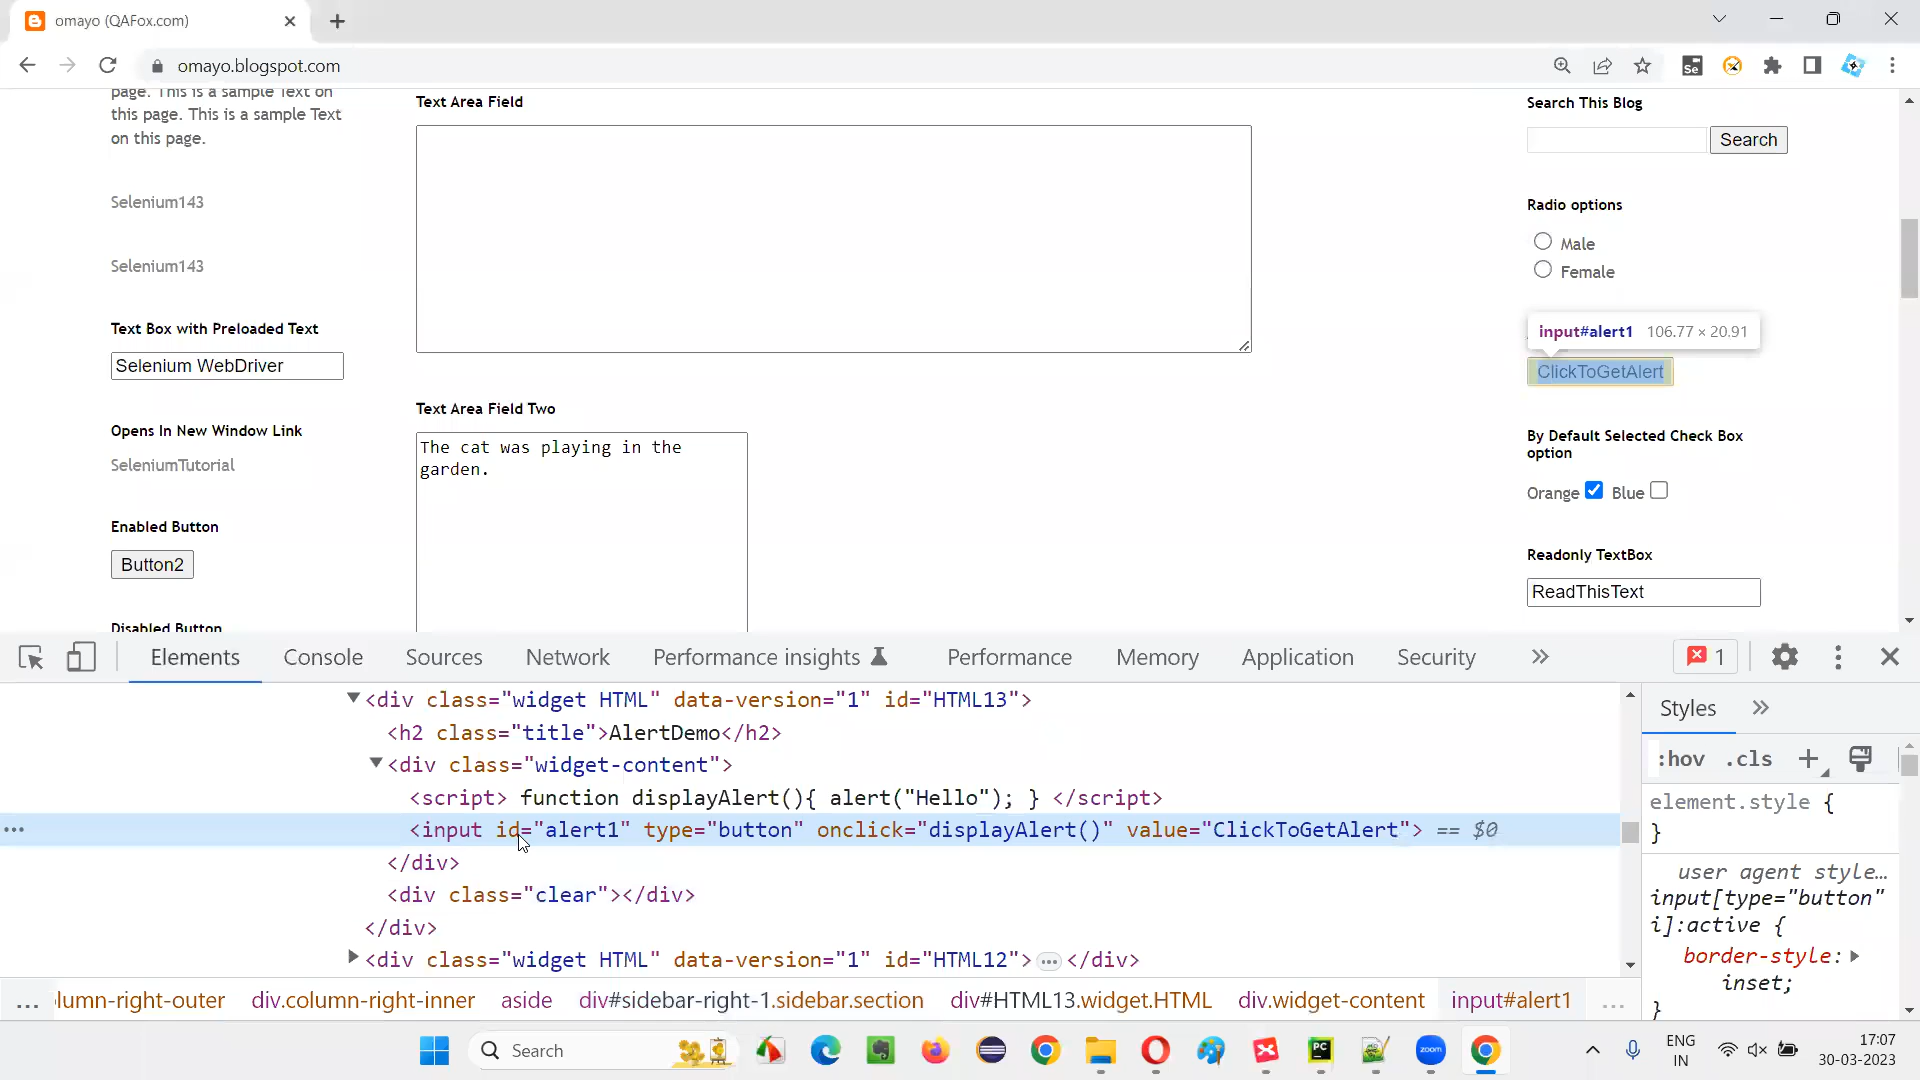 omayo (QAFox.com)
omayo.blogspot.com
page. This is a sample Text on
this page. This is a sample Text
on this page.
Selenium143
Selenium143
Text Box with Preloaded Text
Selenium WebDriver
Opens In New Window Link
SeleniumTutorial
Enabled Button
Button2
Disabled Button
Text Area Field
Text Area Field Two
The cat was playing in the
garden.
Search This Blog
Search
Radio options
Male
Female
input#alert1 106.77 × 20.91
ClickToGetAlert
By Default Selected Check Box
option
Orange Blue
Readonly TextBox
ReadThisText
Elements Console Sources Network Performance insights Performance Memory Application Security 1
<div class="widget HTML" data-version="1" id="HTML13">
<h2 class="title">AlertDemo</h2>
<div class="widget-content">
<script> function displayAlert(){ alert("Hello"); } </script>
<input id="alert1" type="button" onclick="displayAlert()" value="ClickToGetAlert"> == $0
</div>
<div class="clear"></div>
</div>
<div class="widget HTML" data-version="1" id="HTML12"> … </div>
... lumn-right-outer div.column-right-inner aside div#sidebar-right-1.sidebar.section div#HTML13.widget.HTML div.widget-content input#alert1 ...
Styles
:hov .cls
element.style {
}
user agent style…
input[type="button"
i]:active {
border-style:
inset;
}
Search
Se
PC
zoom
ENG
IN
17:07
30-03-2023